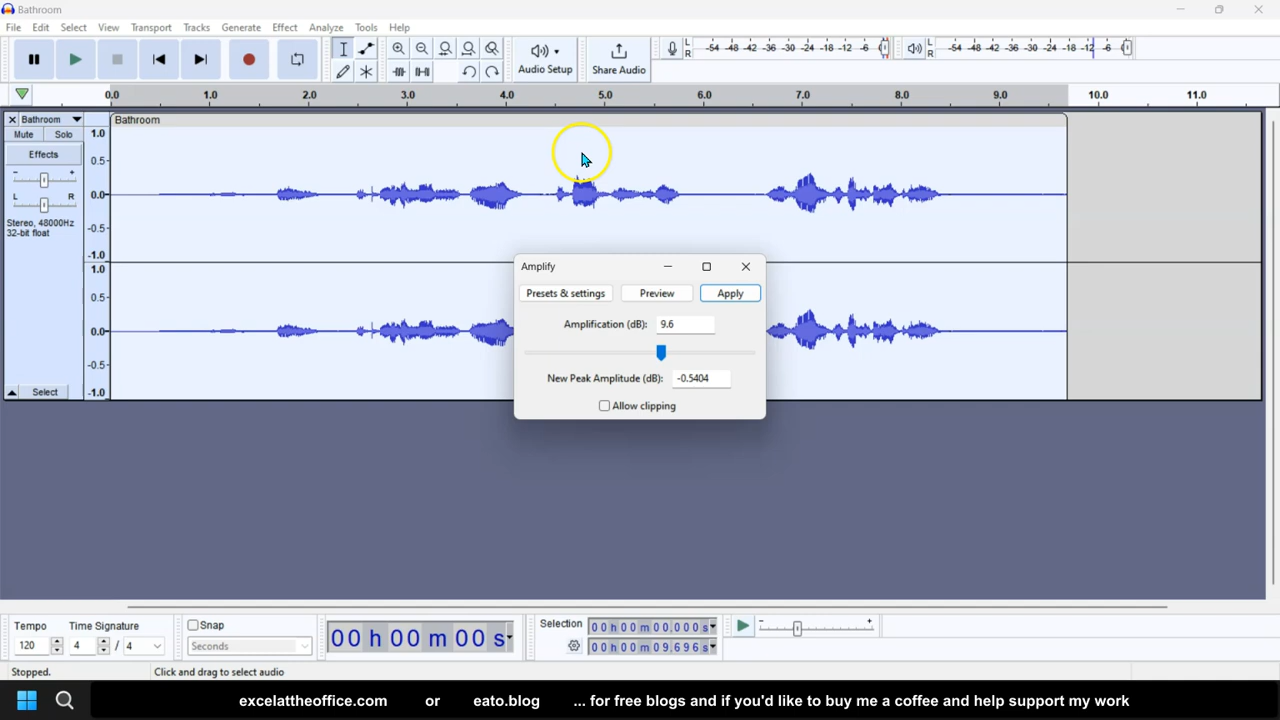 Bathroom
File Edit Select View Transport Tracks Generate Effect Analyze Tools Help
Audio Setup
Share Audio
L
R
-54 -48 -42 -36 -30 -24 -18 -12 -6 0
L
R
-54 -48 -42 -36 -30 -24 -18 -12 -6 0
0.0 1.0 2.0 3.0 4.0 5.0 6.0 7.0 8.0 9.0 10.0 11.0
Bathroom
Mute Solo
Effects
- +
L R
Stereo, 48000Hz
32-bit float
Select
1.0
0.5
0.0
-0.5
-1.0
1.0
0.5
0.0
-0.5
-1.0
Bathroom
Amplify
Presets & settings Preview Apply
Amplification (dB): 9.6
New Peak Amplitude (dB): -0.5404
Allow clipping
Tempo Time Signature
120 4 / 4
Snap
Seconds
00 h 00 m 00 s
Selection 00 h 00 m 00.000 s
00 h 00 m 09.696 s
- +
Stopped. Click and drag to select audio
excelattheoffice.com or eato.blog ... for free blogs and if you'd like to buy me a coffee and help support my work